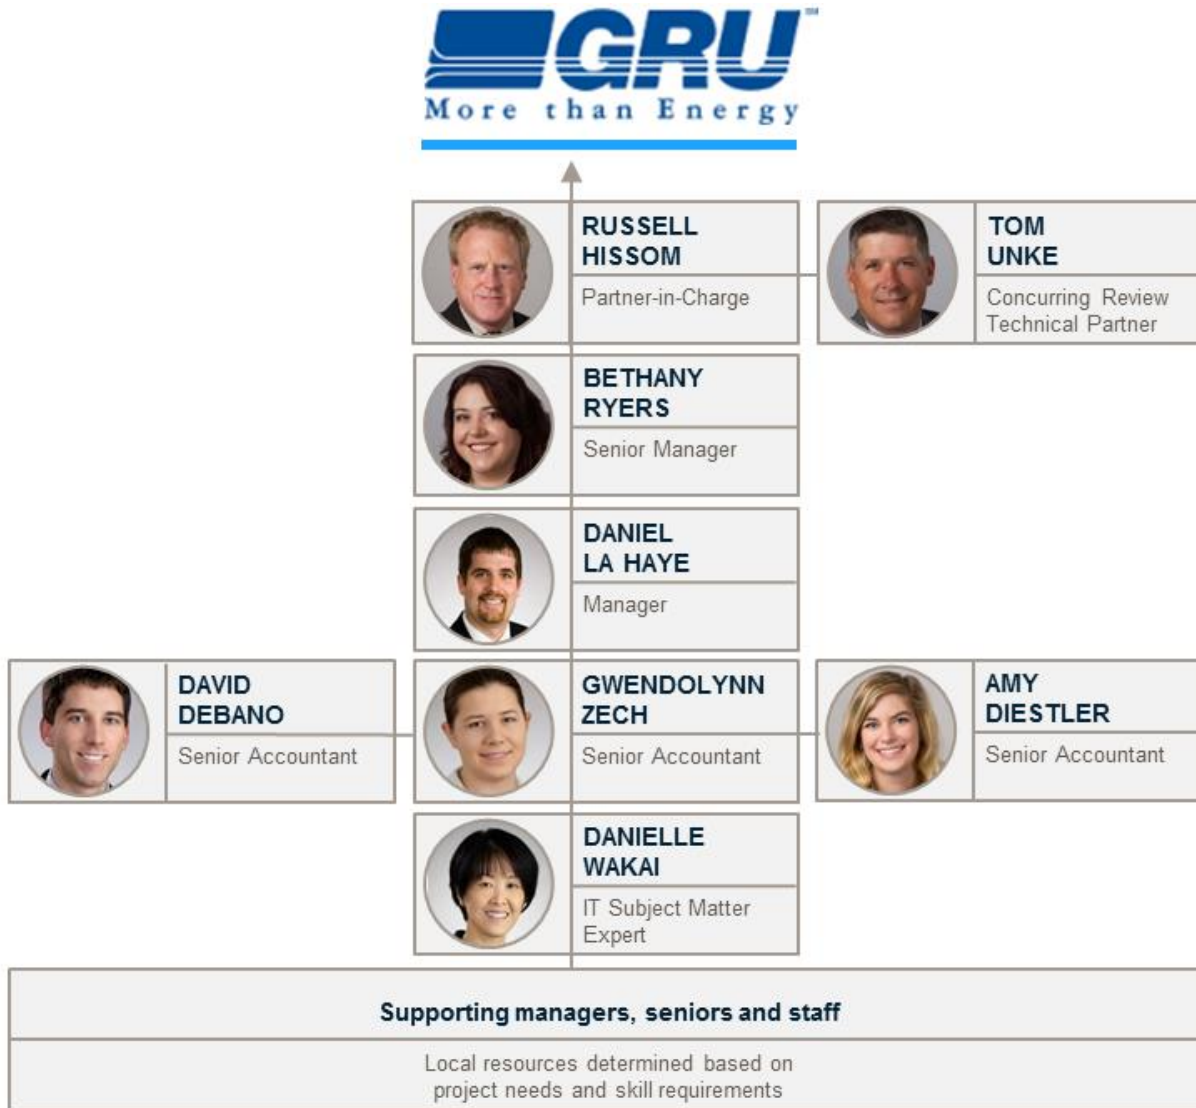 GRU™
More than Energy
RUSSELL
HISSOM
Partner-in-Charge
TOM
UNKE
Concurring Review
Technical Partner
BETHANY
RYERS
Senior Manager
DANIEL
LA HAYE
Manager
DAVID
DEBANO
Senior Accountant
GWENDOLYNN
ZECH
Senior Accountant
AMY
DIESTLER
Senior Accountant
DANIELLE
WAKAI
IT Subject Matter
Expert
Supporting managers, seniors and staff
Local resources determined based on
project needs and skill requirements